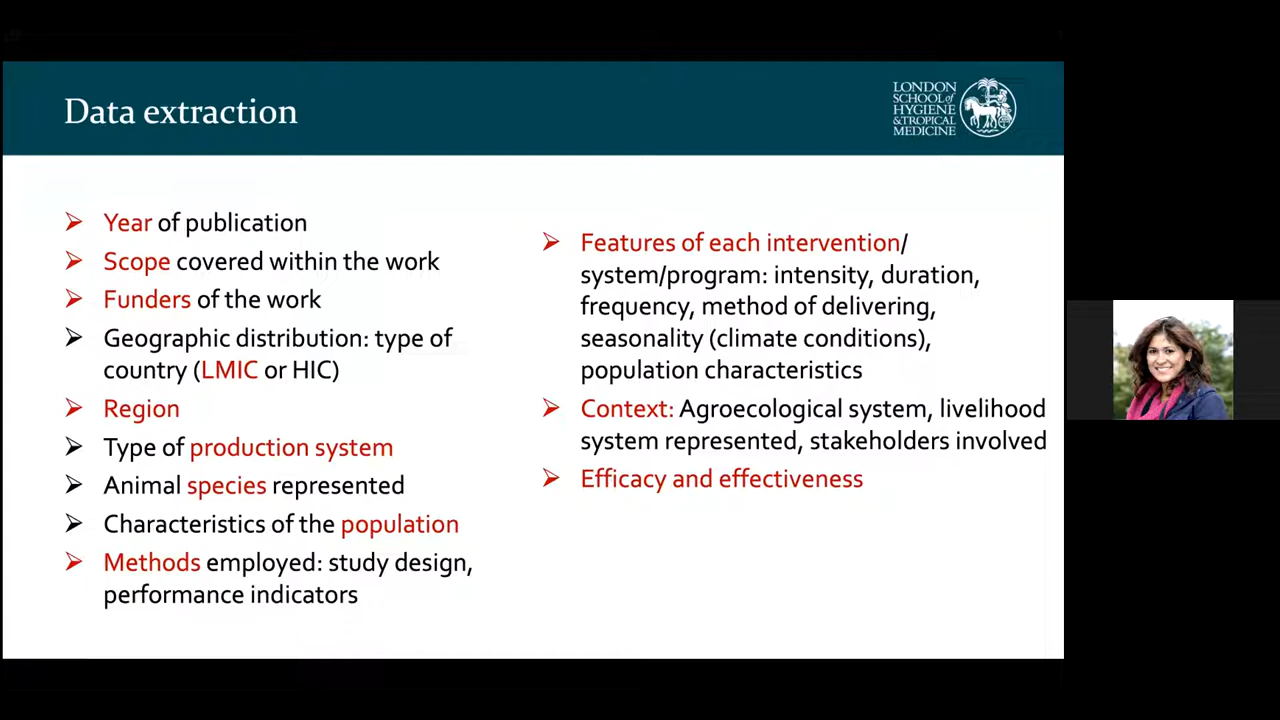 Data extraction
LONDON
SCHOOL of
HYGIENE
& TROPICAL
MEDICINE
Year of publication
Scope covered within the work
Funders of the work
Geographic distribution: type of
country (LMIC or HIC)
Region
Type of production system
Animal species represented
Characteristics of the population
Methods employed: study design,
performance indicators
Features of each intervention/
system/program: intensity, duration,
frequency, method of delivering,
seasonality (climate conditions),
population characteristics
Context: Agroecological system, livelihood
system represented, stakeholders involved
Efficacy and effectiveness